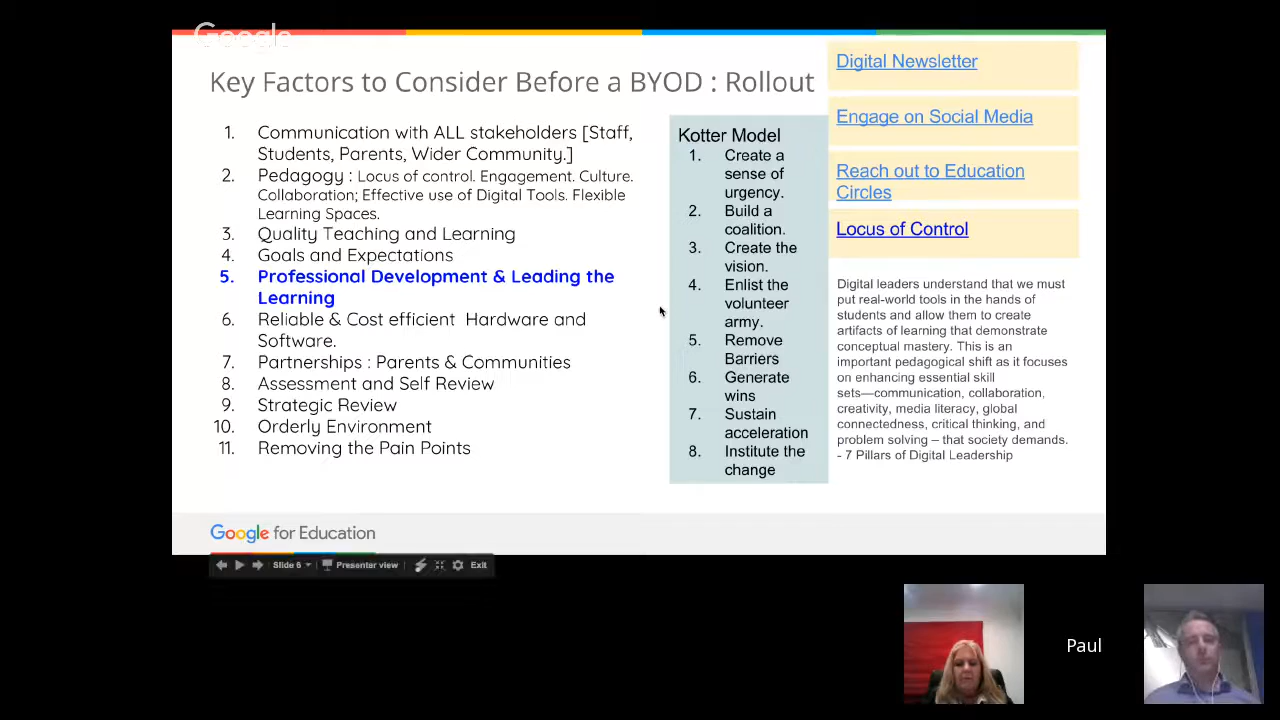 Google
Key Factors to Consider Before a BYOD : Rollout
1. Communication with ALL stakeholders [Staff,
Students, Parents, Wider Community.]
2. Pedagogy : Locus of control. Engagement. Culture.
Collaboration; Effective use of Digital Tools. Flexible
Learning Spaces.
3. Quality Teaching and Learning
4. Goals and Expectations
5. Professional Development & Leading the
Learning
6. Reliable & Cost efficient Hardware and
Software.
7. Partnerships : Parents & Communities
8. Assessment and Self Review
9. Strategic Review
10. Orderly Environment
11. Removing the Pain Points
Kotter Model
1. Create a
sense of
urgency.
2. Build a
coalition.
3. Create the
vision.
4. Enlist the
volunteer
army.
5. Remove
Barriers
6. Generate
wins
7. Sustain
acceleration
8. Institute the
change
Digital Newsletter
Engage on Social Media
Reach out to Education
Circles
Locus of Control
Digital leaders understand that we must
put real-world tools in the hands of
students and allow them to create
artifacts of learning that demonstrate
conceptual mastery. This is an
important pedagogical shift as it focuses
on enhancing essential skill
sets—communication, collaboration,
creativity, media literacy, global
connectedness, critical thinking, and
problem solving – that society demands.
- 7 Pillars of Digital Leadership
Google for Education
Slide 6
Presenter view
Exit
Paul